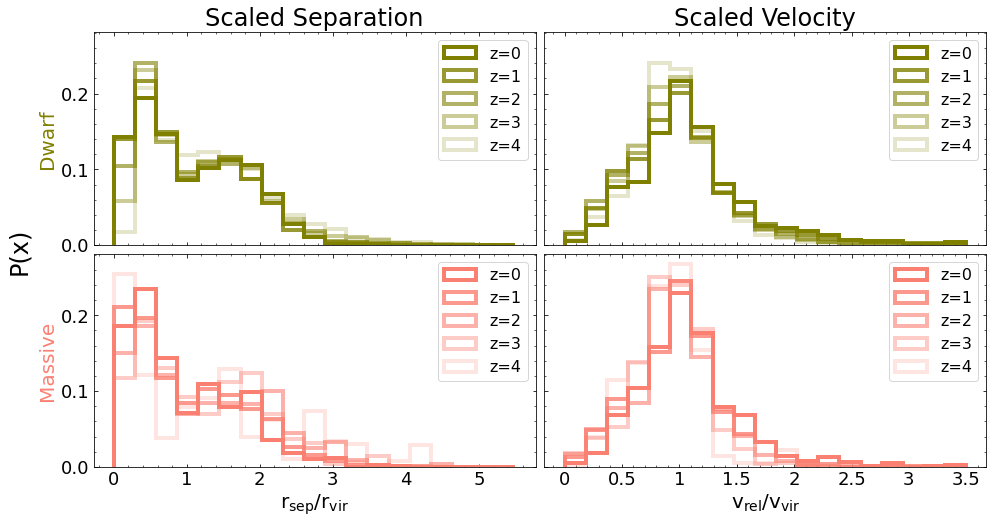 Scaled Separation
Scaled Velocity
P(x)
Dwarf
0.2
0.1
0.0
z=0
z=1
z=2
z=3
z=4
z=0
z=1
z=2
z=3
z=4
Massive
0.2
0.1
0.0
z=0
z=1
z=2
z=3
z=4
z=0
z=1
z=2
z=3
z=4
0 1 2 3 4 5
0 0.5 1 1.5 2 2.5 3 3.5
r_sep/r_vir
v_rel/v_vir